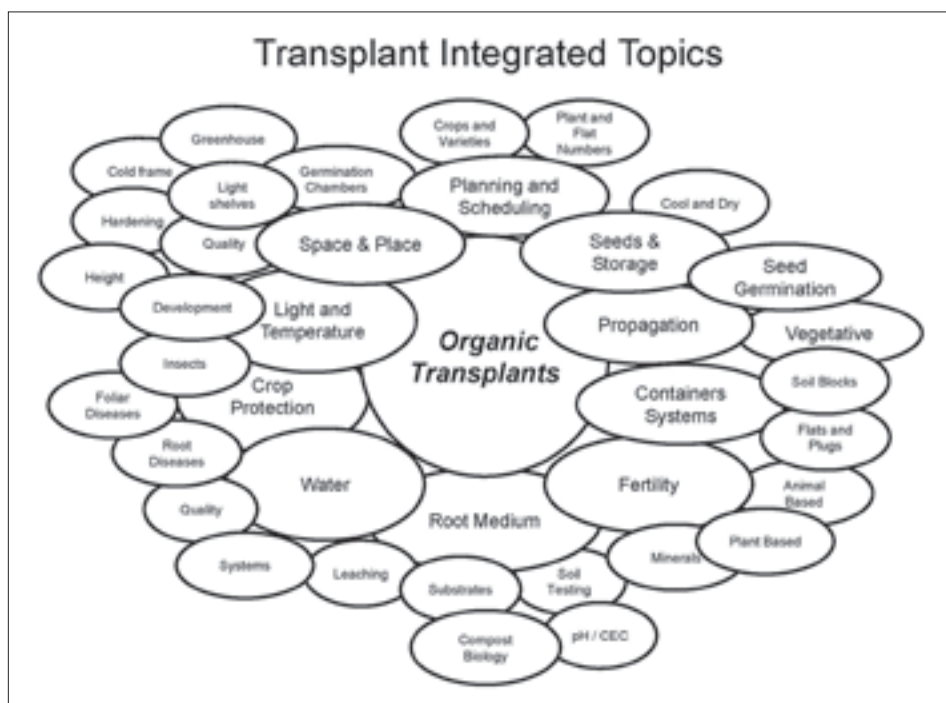 Transplant Integrated Topics
Crops and
Varieties
Plant and
Flat
Numbers
Greenhouse
Cold frame
Germination
Chambers
Light
shelves
Planning and
Scheduling
Cool and Dry
Hardening
Quality
Space & Place
Seeds &
Storage
Height
Seed
Germination
Development
Light and
Temperature
Propagation
Vegetative
Organic
Transplants
Insects
Crop
Protection
Containers
Systems
Soil Blocks
Foliar
Diseases
Root
Diseases
Flats and
Plugs
Water
Fertility
Animal
Based
Quality
Root Medium
Plant Based
Systems
Leaching
Substrates
Soil
Testing
Minerals
Compost
Biology
pH / CEC